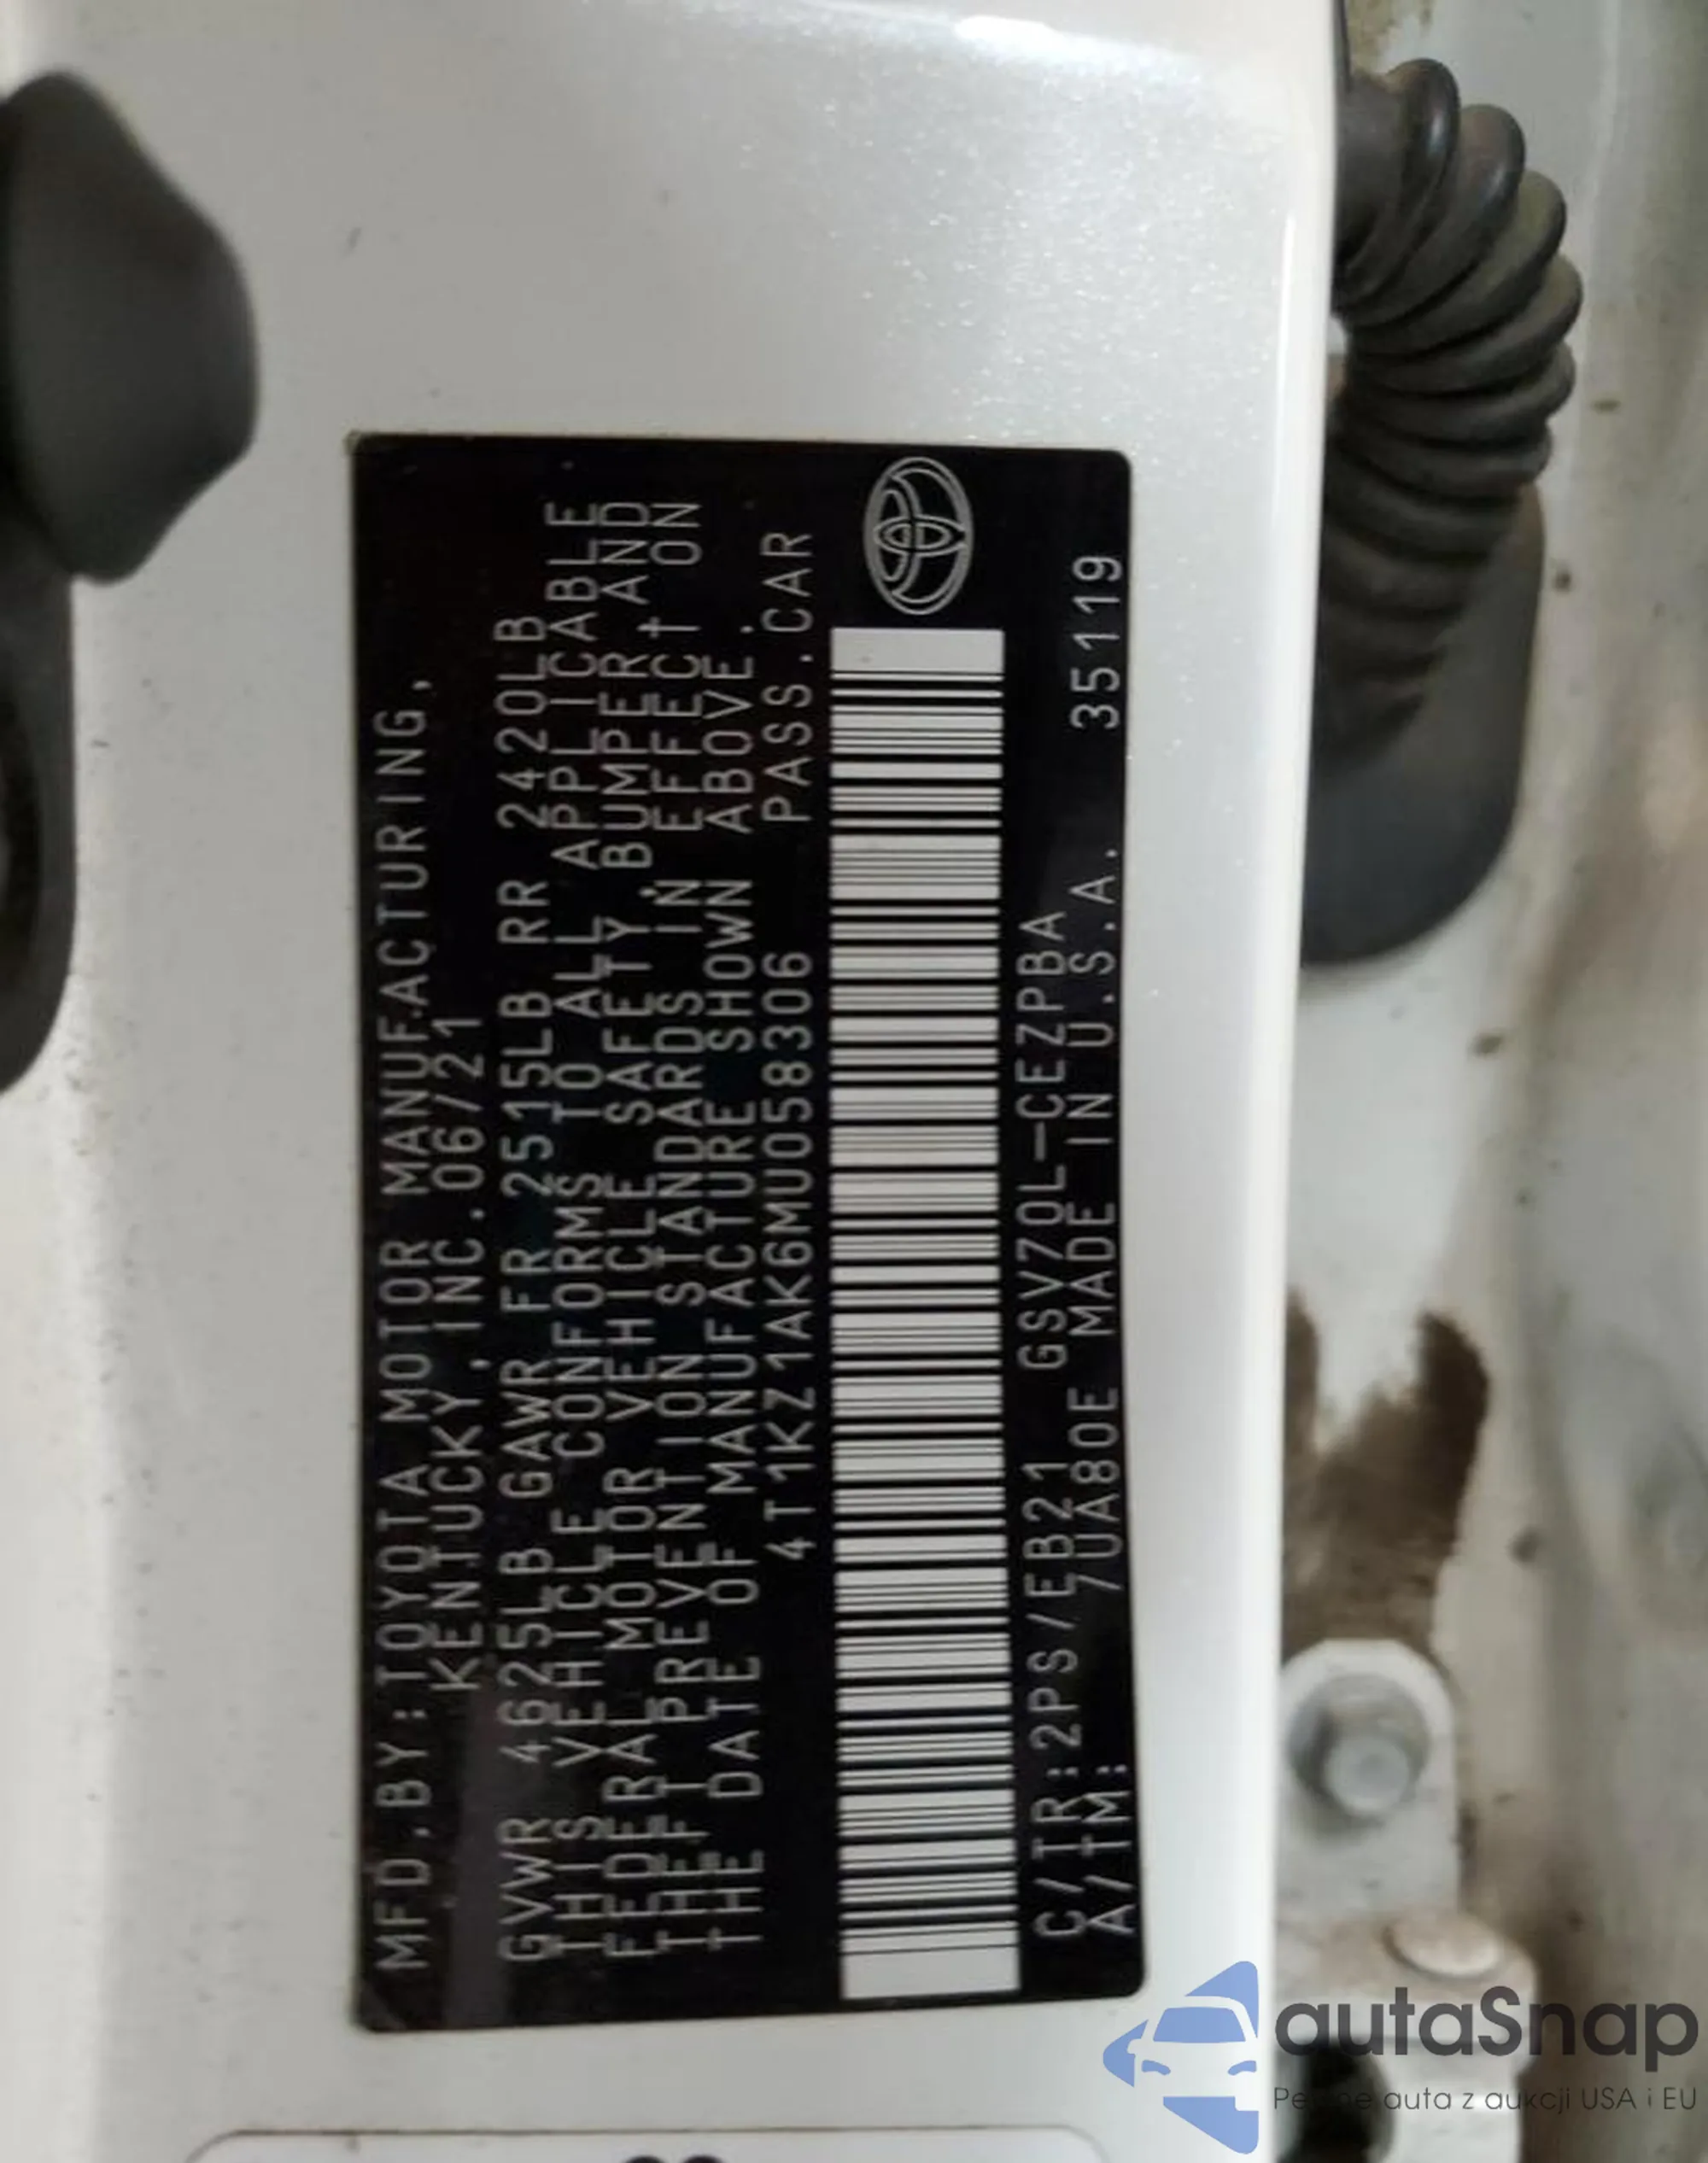 MFD.BY:TOYOTA MOTOR MANUFACTURING,
KENTUCKY, INC.06/21
GVWR 4625LB GAWR FR 2515LB RR 2420LB
THIS VEHICLE CONFORMS TO ALL APPLICABLE
FEDERAL MOTOR VEHICLE SAFETY, BUMPER, AND
THEFT PREVENTION STANDARDS IN EFFECT ON
THE DATE OF MANUFACTURE SHOWN ABOVE.
4T1KZ1AK6MU058306 PASS.CAR
C/TR:2PS/EB21 GSV70L-CEZPBA
A/TM: /UA80E MADE IN U.S.A. 35119
autaSnap
auta z aukcji USA i EU